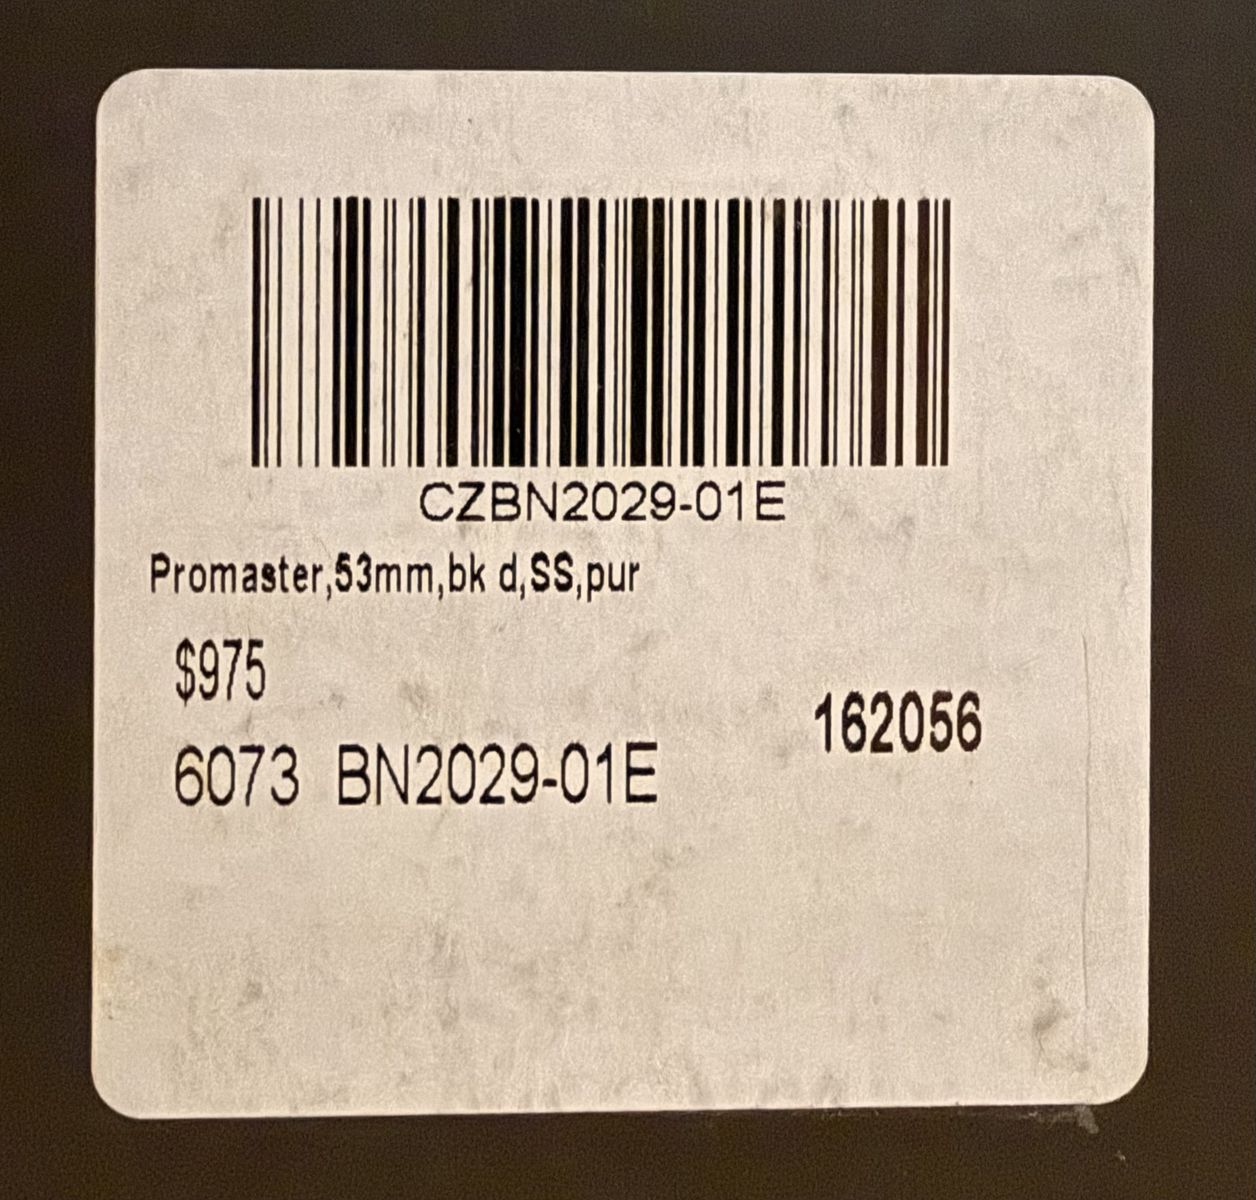 CZBN2029-01E
Promaster,53mm,bk d,SS,pur
$975
162056
6073 BN2029-01E